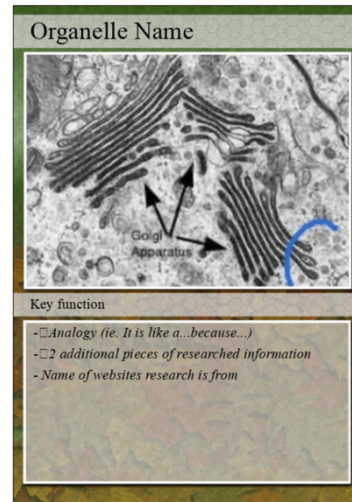 Organelle Name
Golgi
Apparatus
Key function
-□Analogy (ie. It is like a...because...)
-□2 additional pieces of researched information
- Name of websites research is from